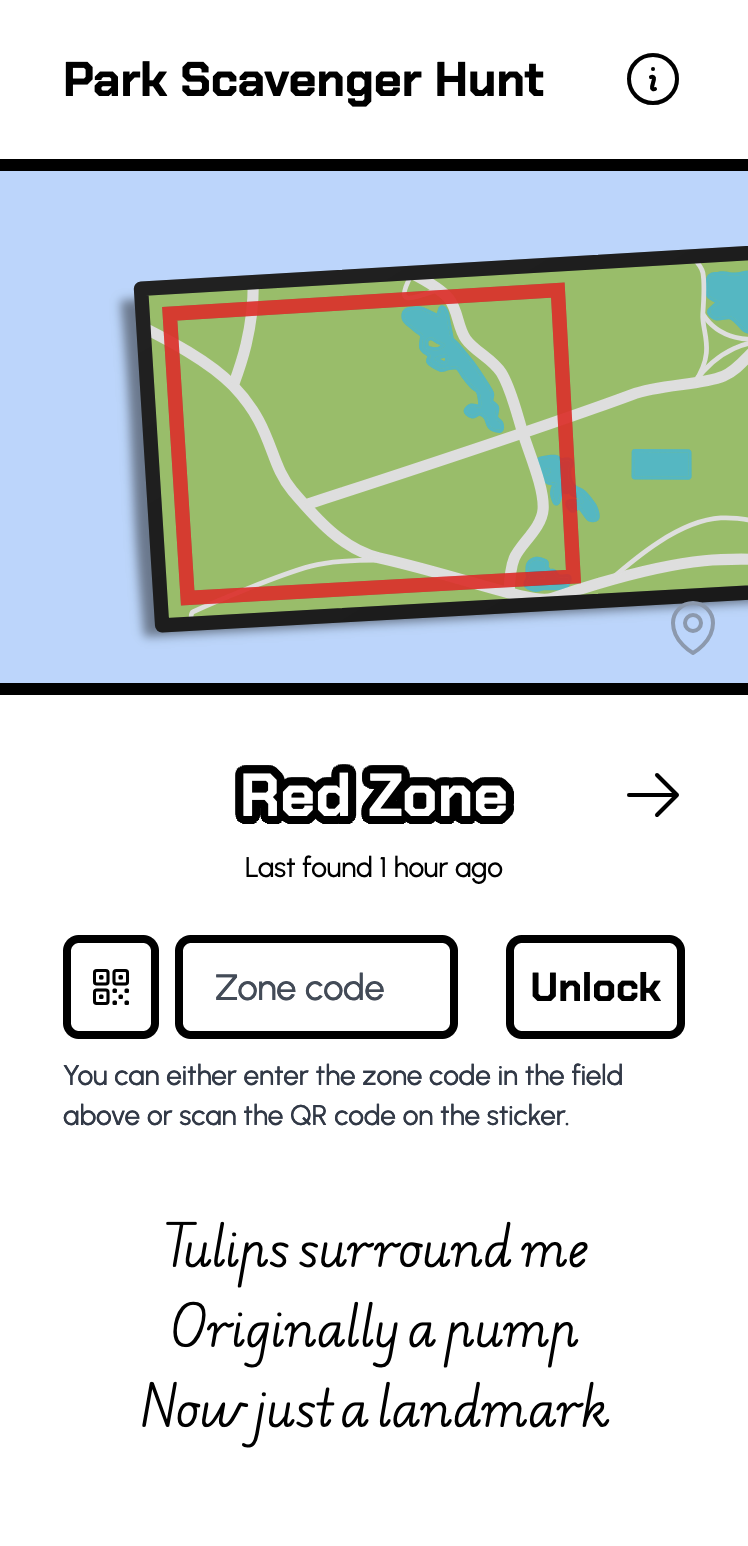 Park Scavenger Hunt
Red Zone
Last found 1 hour ago
Zone code
Unlock
You can either enter the zone code in the field
above or scan the QR code on the sticker.
Tulips surround me
Originally a pump
Now just a landmark